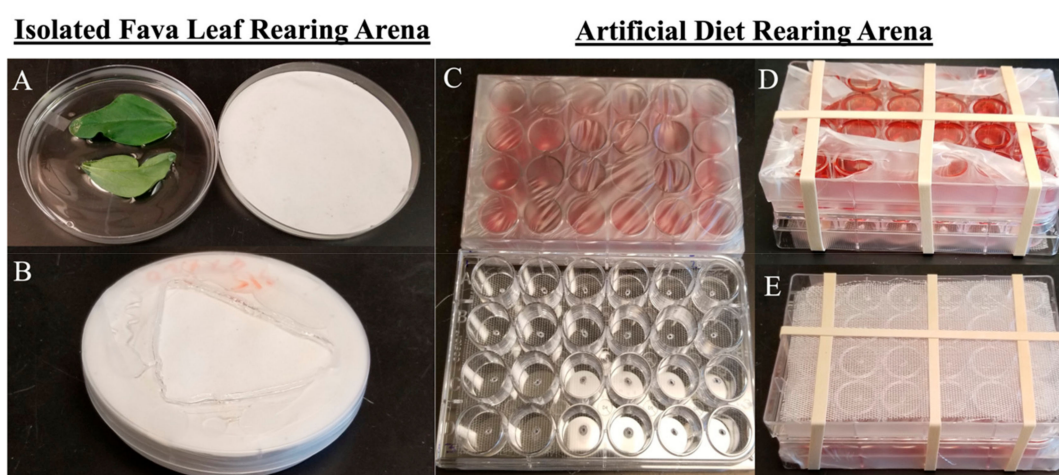 Isolated Fava Leaf Rearing Arena
Artificial Diet Rearing Arena
A
B
C
D
E